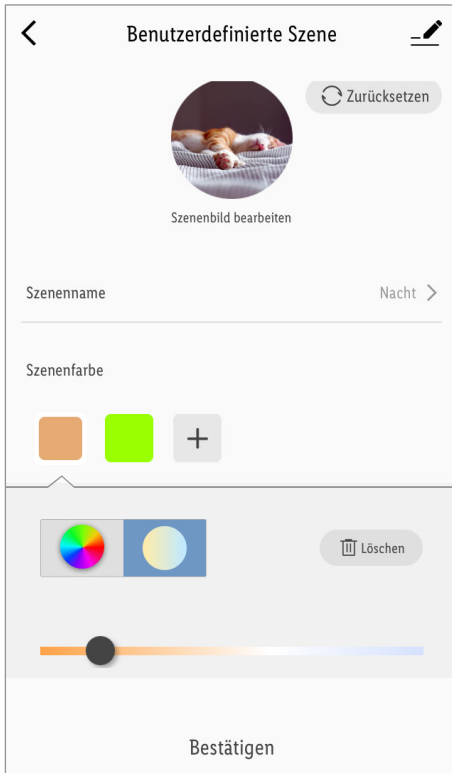 Benutzerdefinierte Szene
Zurücksetzen
Szenenbild bearbeiten
Szenenname
Nacht
Szenenfarbe
Löschen
Bestätigen